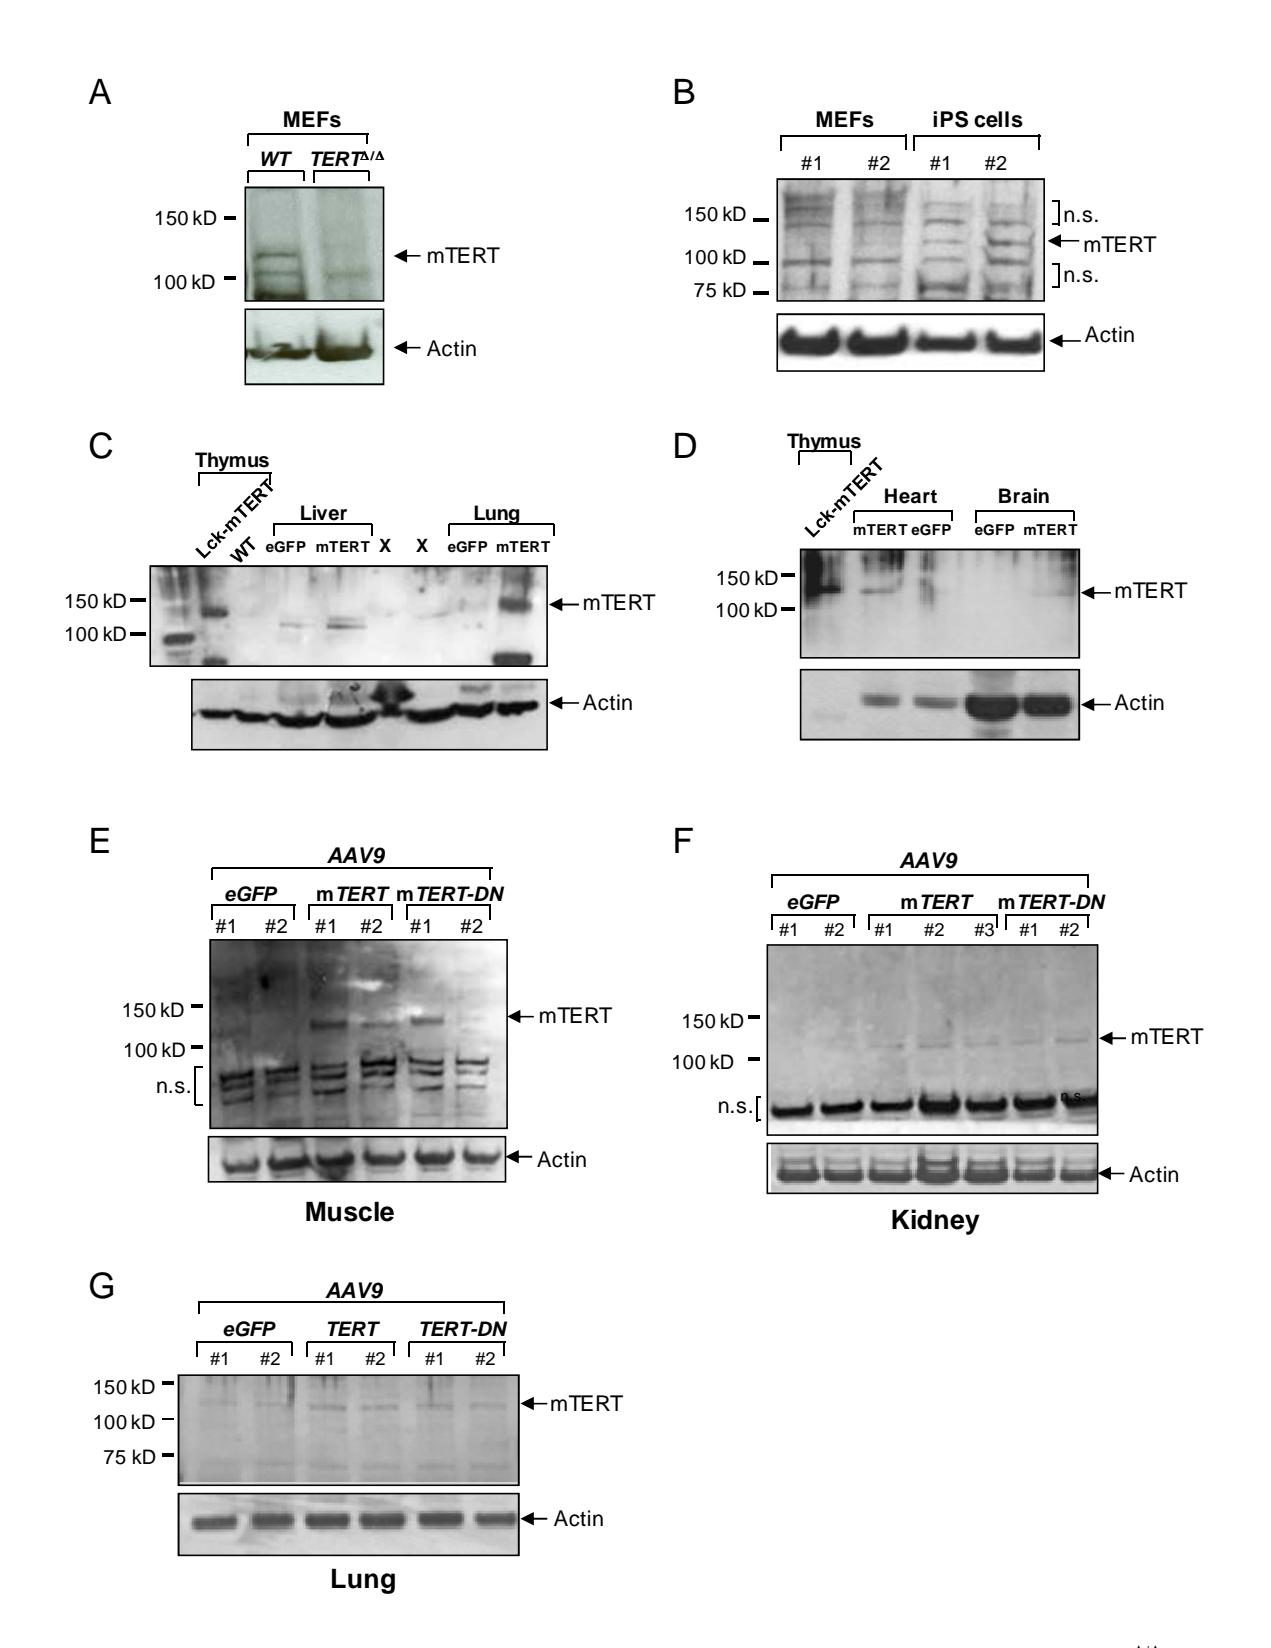 A
MEFs
WT TERTΔ/Δ
150 kD
100 kD
mTERT
Actin
B
MEFs iPS cells
#1 #2 #1 #2
150 kD
100 kD
75 kD
n.s.
mTERT
n.s.
Actin
C
Thymus
Lck-mTERT
WT
Liver
Lung
eGFP mTERT X X eGFP mTERT
150 kD
100 kD
mTERT
Actin
D
Thymus
Lck-mTERT
Heart Brain
mTERT eGFP eGFP mTERT
150 kD
100 kD
mTERT
Actin
E
AAV9
eGFP mTERT mTERT-DN
#1 #2 #1 #2 #1 #2
150 kD
100 kD
n.s.
mTERT
Actin
Muscle
F
AAV9
eGFP mTERT mTERT-DN
#1 #2 #1 #2 #3 #1 #2
150 kD
100 kD
n.s.
n.s.
mTERT
Actin
Kidney
G
AAV9
eGFP TERT TERT-DN
#1 #2 #1 #2 #1 #2
150 kD
100 kD
75 kD
mTERT
Actin
Lung